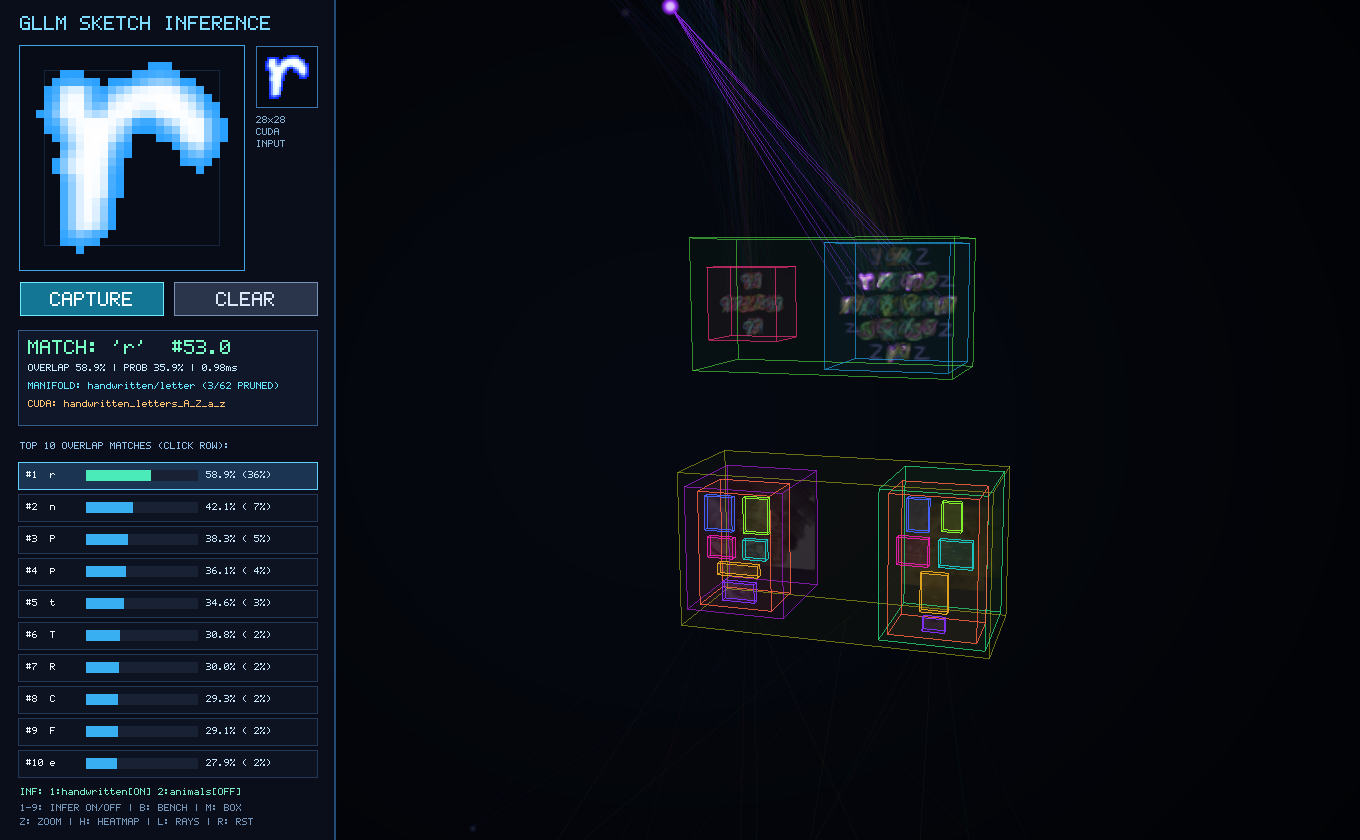 GLLM SKETCH INFERENCE
r
r
28x28
CUDA
INPUT
CAPTURE CLEAR
MATCH: 'r' #53.0
OVERLAP 58.9% | PROB 35.9% | 0.98ms
MANIFOLD: handwritten/letter (3/62 PRUNED)
CUDA: handwritten_letters_A_Z_a_z
TOP 10 OVERLAP MATCHES (CLICK ROW):
#1 r 58.9% (36%)
#2 n 42.1% ( 7%)
#3 P 38.3% ( 5%)
#4 p 36.1% ( 4%)
#5 t 34.6% ( 3%)
#6 T 30.8% ( 2%)
#7 R 30.0% ( 2%)
#8 C 29.3% ( 2%)
#9 F 29.1% ( 2%)
#10 e 27.9% ( 2%)
INF: 1:handwritten[ON] 2:animals[OFF]
1-9: INFER ON/OFF | B: BENCH | M: BOX
Z: ZOOM | H: HEATMAP | L: RAYS | R: RST